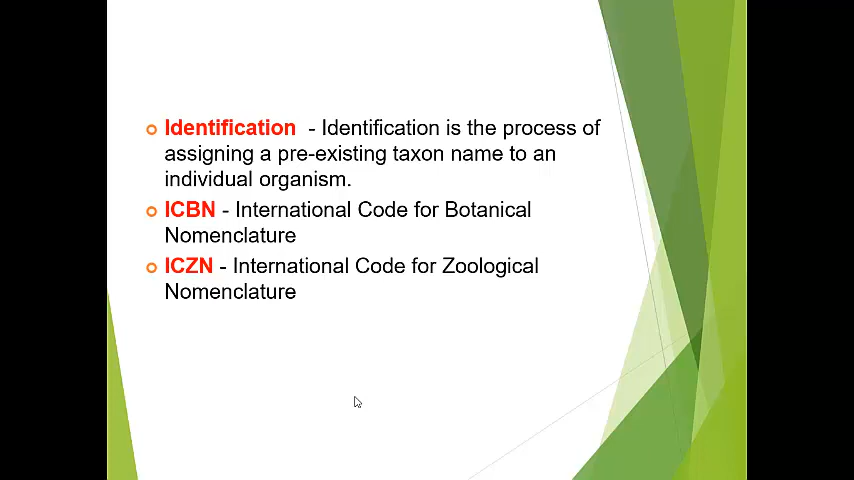 Identification - Identification is the process of
assigning a pre-existing taxon name to an
individual organism.
ICBN - International Code for Botanical
Nomenclature
ICZN - International Code for Zoological
Nomenclature